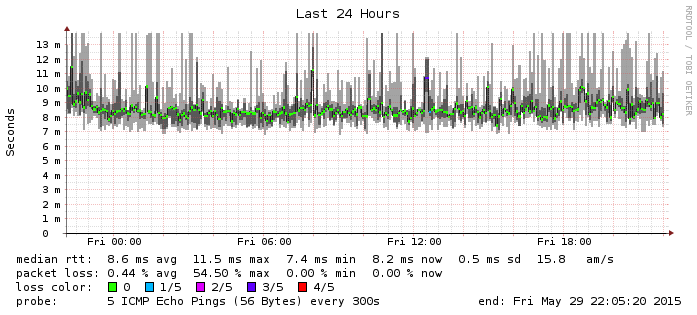 Last 24 Hours
RRDTOOL / TOBI OETIKER
Seconds
13 m
12 m
11 m
10 m
9 m
8 m
7 m
6 m
5 m
4 m
3 m
2 m
1 m
0
Fri 00:00 Fri 06:00 Fri 12:00 Fri 18:00
median rtt: 8.6 ms avg 11.5 ms max 7.4 ms min 8.2 ms now 0.5 ms sd 15.8 am/s
packet loss: 0.44 % avg 54.50 % max 0.00 % min 0.00 % now
loss color: 0 1/5 2/5 3/5 4/5
probe: 5 ICMP Echo Pings (56 Bytes) every 300s end: Fri May 29 22:05:20 2015